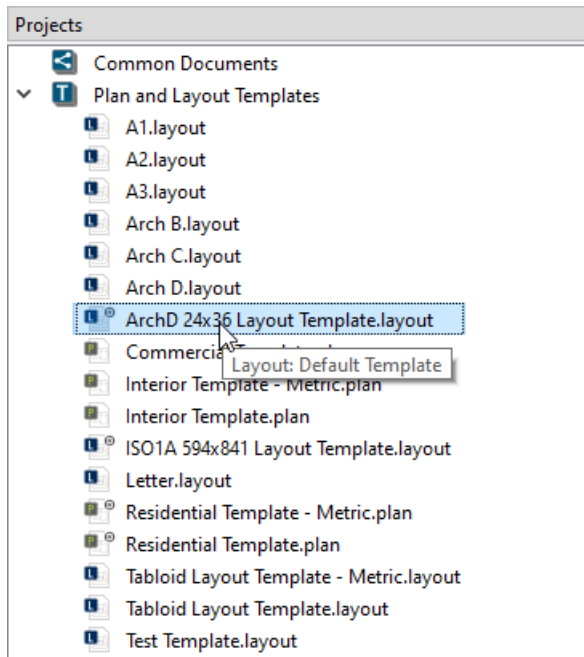 Projects
Common Documents
Plan and Layout Templates
A1.layout
A2.layout
A3.layout
Arch B.layout
Arch C.layout
Arch D.layout
ArchD 24x36 Layout Template.layout
Layout: Default Template
Interior Template - Metric.plan
Interior Template.plan
ISO1A 594x841 Layout Template.layout
Letter.layout
Residential Template - Metric.plan
Residential Template.plan
Tabloid Layout Template - Metric.layout
Tabloid Layout Template.layout
Test Template.layout